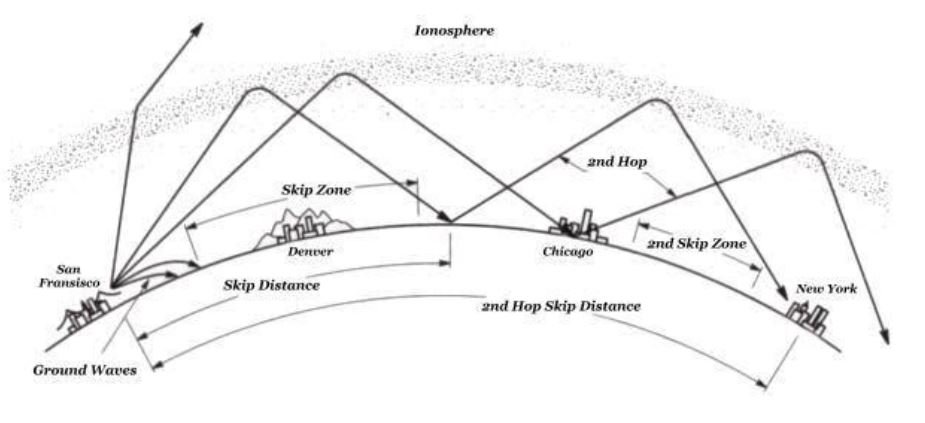 Ionosphere
2nd Hop
Skip Zone
Denver
Chicago
2nd Skip Zone
San
Fransisco
Skip Distance
New York
2nd Hop Skip Distance
Ground Waves